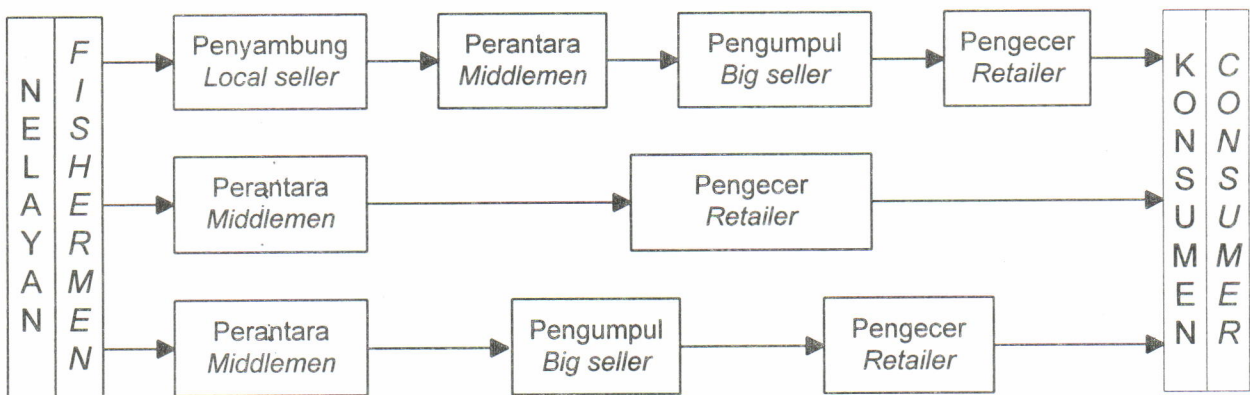 NELAYAN
FISHERMEN
Penyambung
Local seller
Perantara
Middlemen
Pengumpul
Big seller
Pengecer
Retailer
Perantara
Middlemen
Pengecer
Retailer
Perantara
Middlemen
Pengumpul
Big seller
Pengecer
Retailer
KONSUMEN
CONSUMER